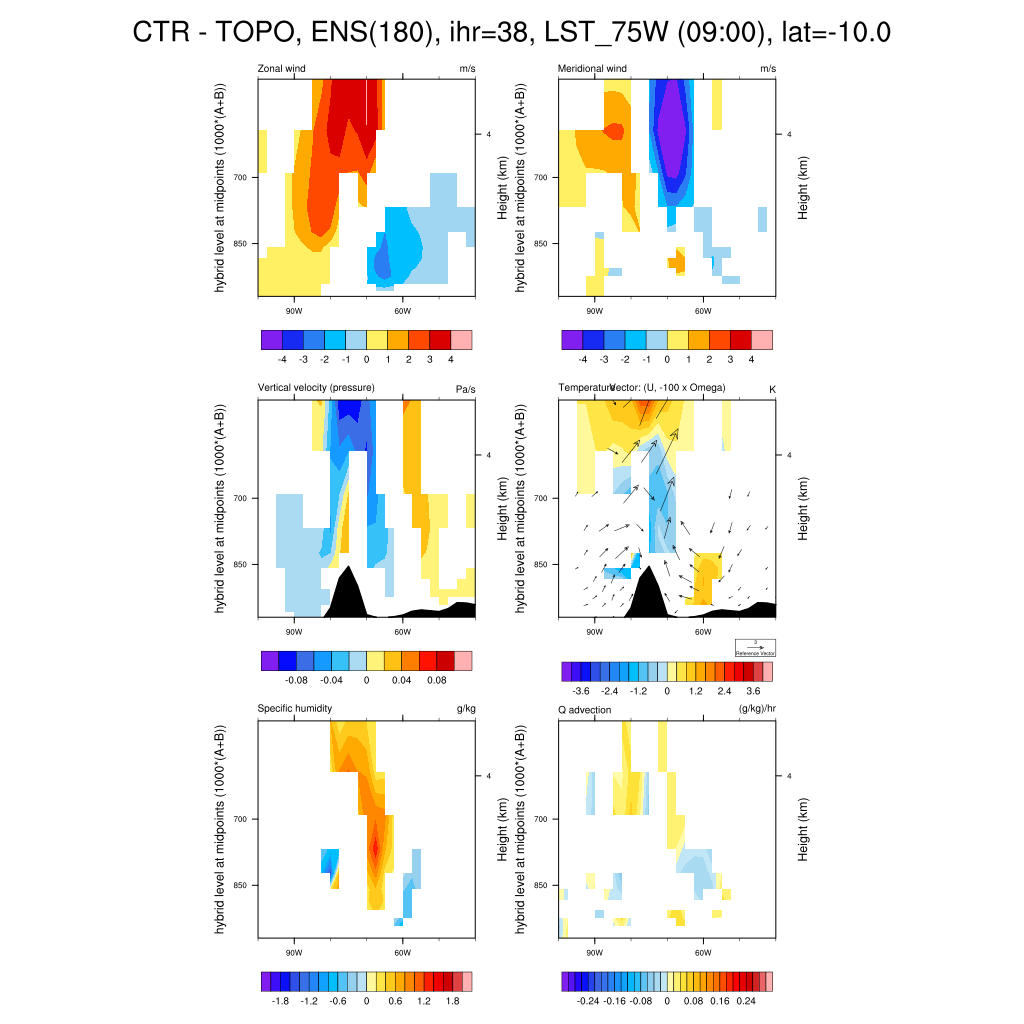 CTR - TOPO, ENS(180), ihr=38, LST_75W (09:00), lat=-10.0
Zonal wind m/s
hybrid level at midpoints (1000*(A+B))
700
850
4
Height (km)
90W 60W
-4 -3 -2 -1 0 1 2 3 4
Meridional wind m/s
hybrid level at midpoints (1000*(A+B))
700
850
4
Height (km)
90W 60W
-4 -3 -2 -1 0 1 2 3 4
Vertical velocity (pressure) Pa/s
hybrid level at midpoints (1000*(A+B))
700
850
4
Height (km)
90W 60W
-0.08 -0.04 0 0.04 0.08
Temperature Vector: (U, -100 x Omega) K
hybrid level at midpoints (1000*(A+B))
700
850
4
Height (km)
90W 60W
3
Reference Vector
-3.6 -2.4 -1.2 0 1.2 2.4 3.6
Specific humidity g/kg
hybrid level at midpoints (1000*(A+B))
700
850
4
Height (km)
90W 60W
-1.8 -1.2 -0.6 0 0.6 1.2 1.8
Q advection (g/kg)/hr
hybrid level at midpoints (1000*(A+B))
700
850
4
Height (km)
90W 60W
-0.24 -0.16 -0.08 0 0.08 0.16 0.24